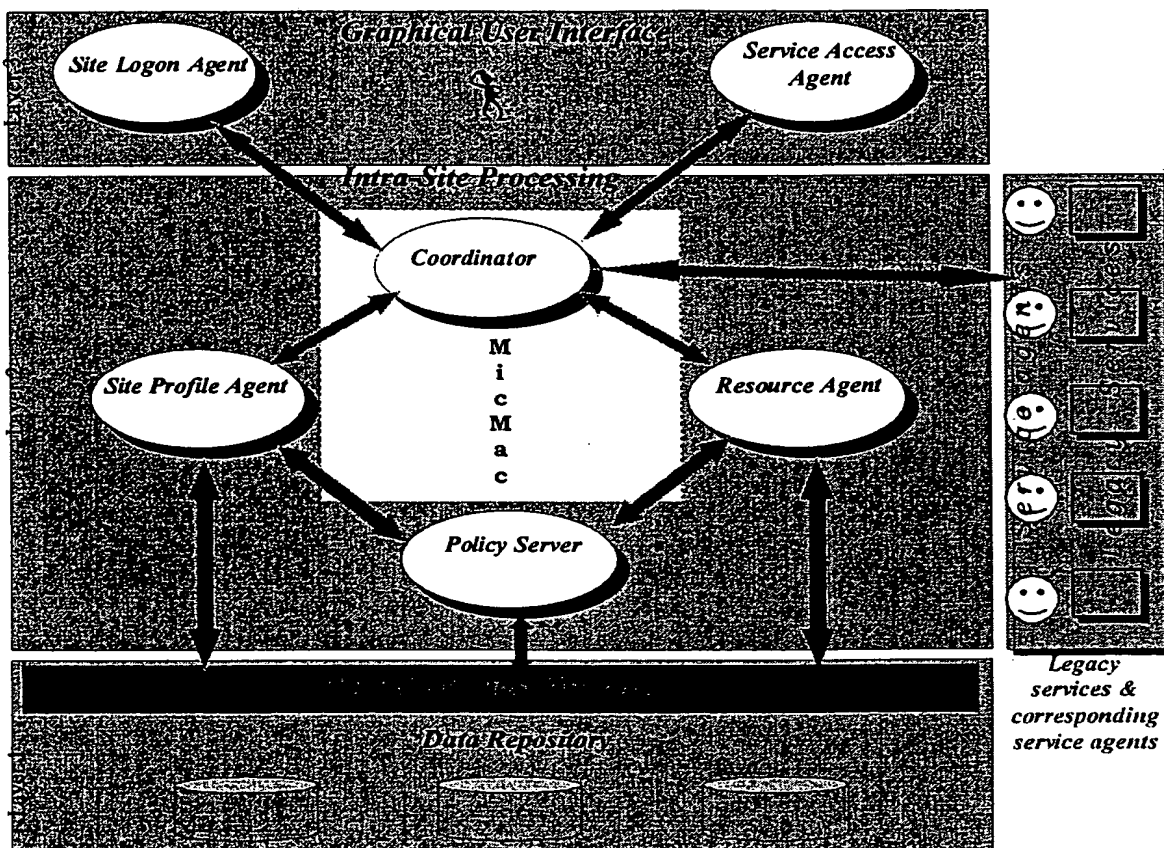 Graphical User Interface
Site Logon Agent
Service Access
Agent
Intra-Site Processing
Coordinator
M
i
c
M
a
c
Site Profile Agent
Resource Agent
Policy Server
Legacy
services &
corresponding
service agents
Data Repository